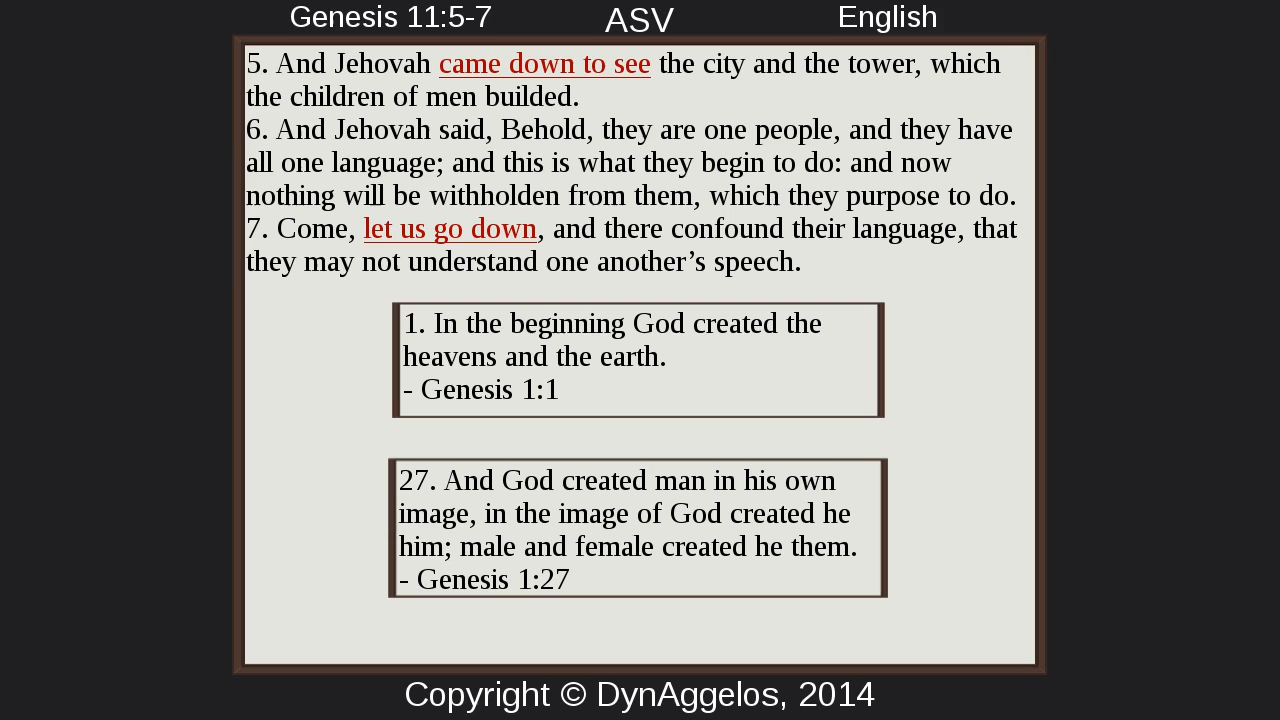 Genesis 11:5-7 ASV English
5. And Jehovah came down to see the city and the tower, which
the children of men builded.
6. And Jehovah said, Behold, they are one people, and they have
all one language; and this is what they begin to do: and now
nothing will be withholden from them, which they purpose to do.
7. Come, let us go down, and there confound their language, that
they may not understand one another’s speech.
1. In the beginning God created the
heavens and the earth.
- Genesis 1:1
27. And God created man in his own
image, in the image of God created he
him; male and female created he them.
- Genesis 1:27
Copyright © DynAggelos, 2014